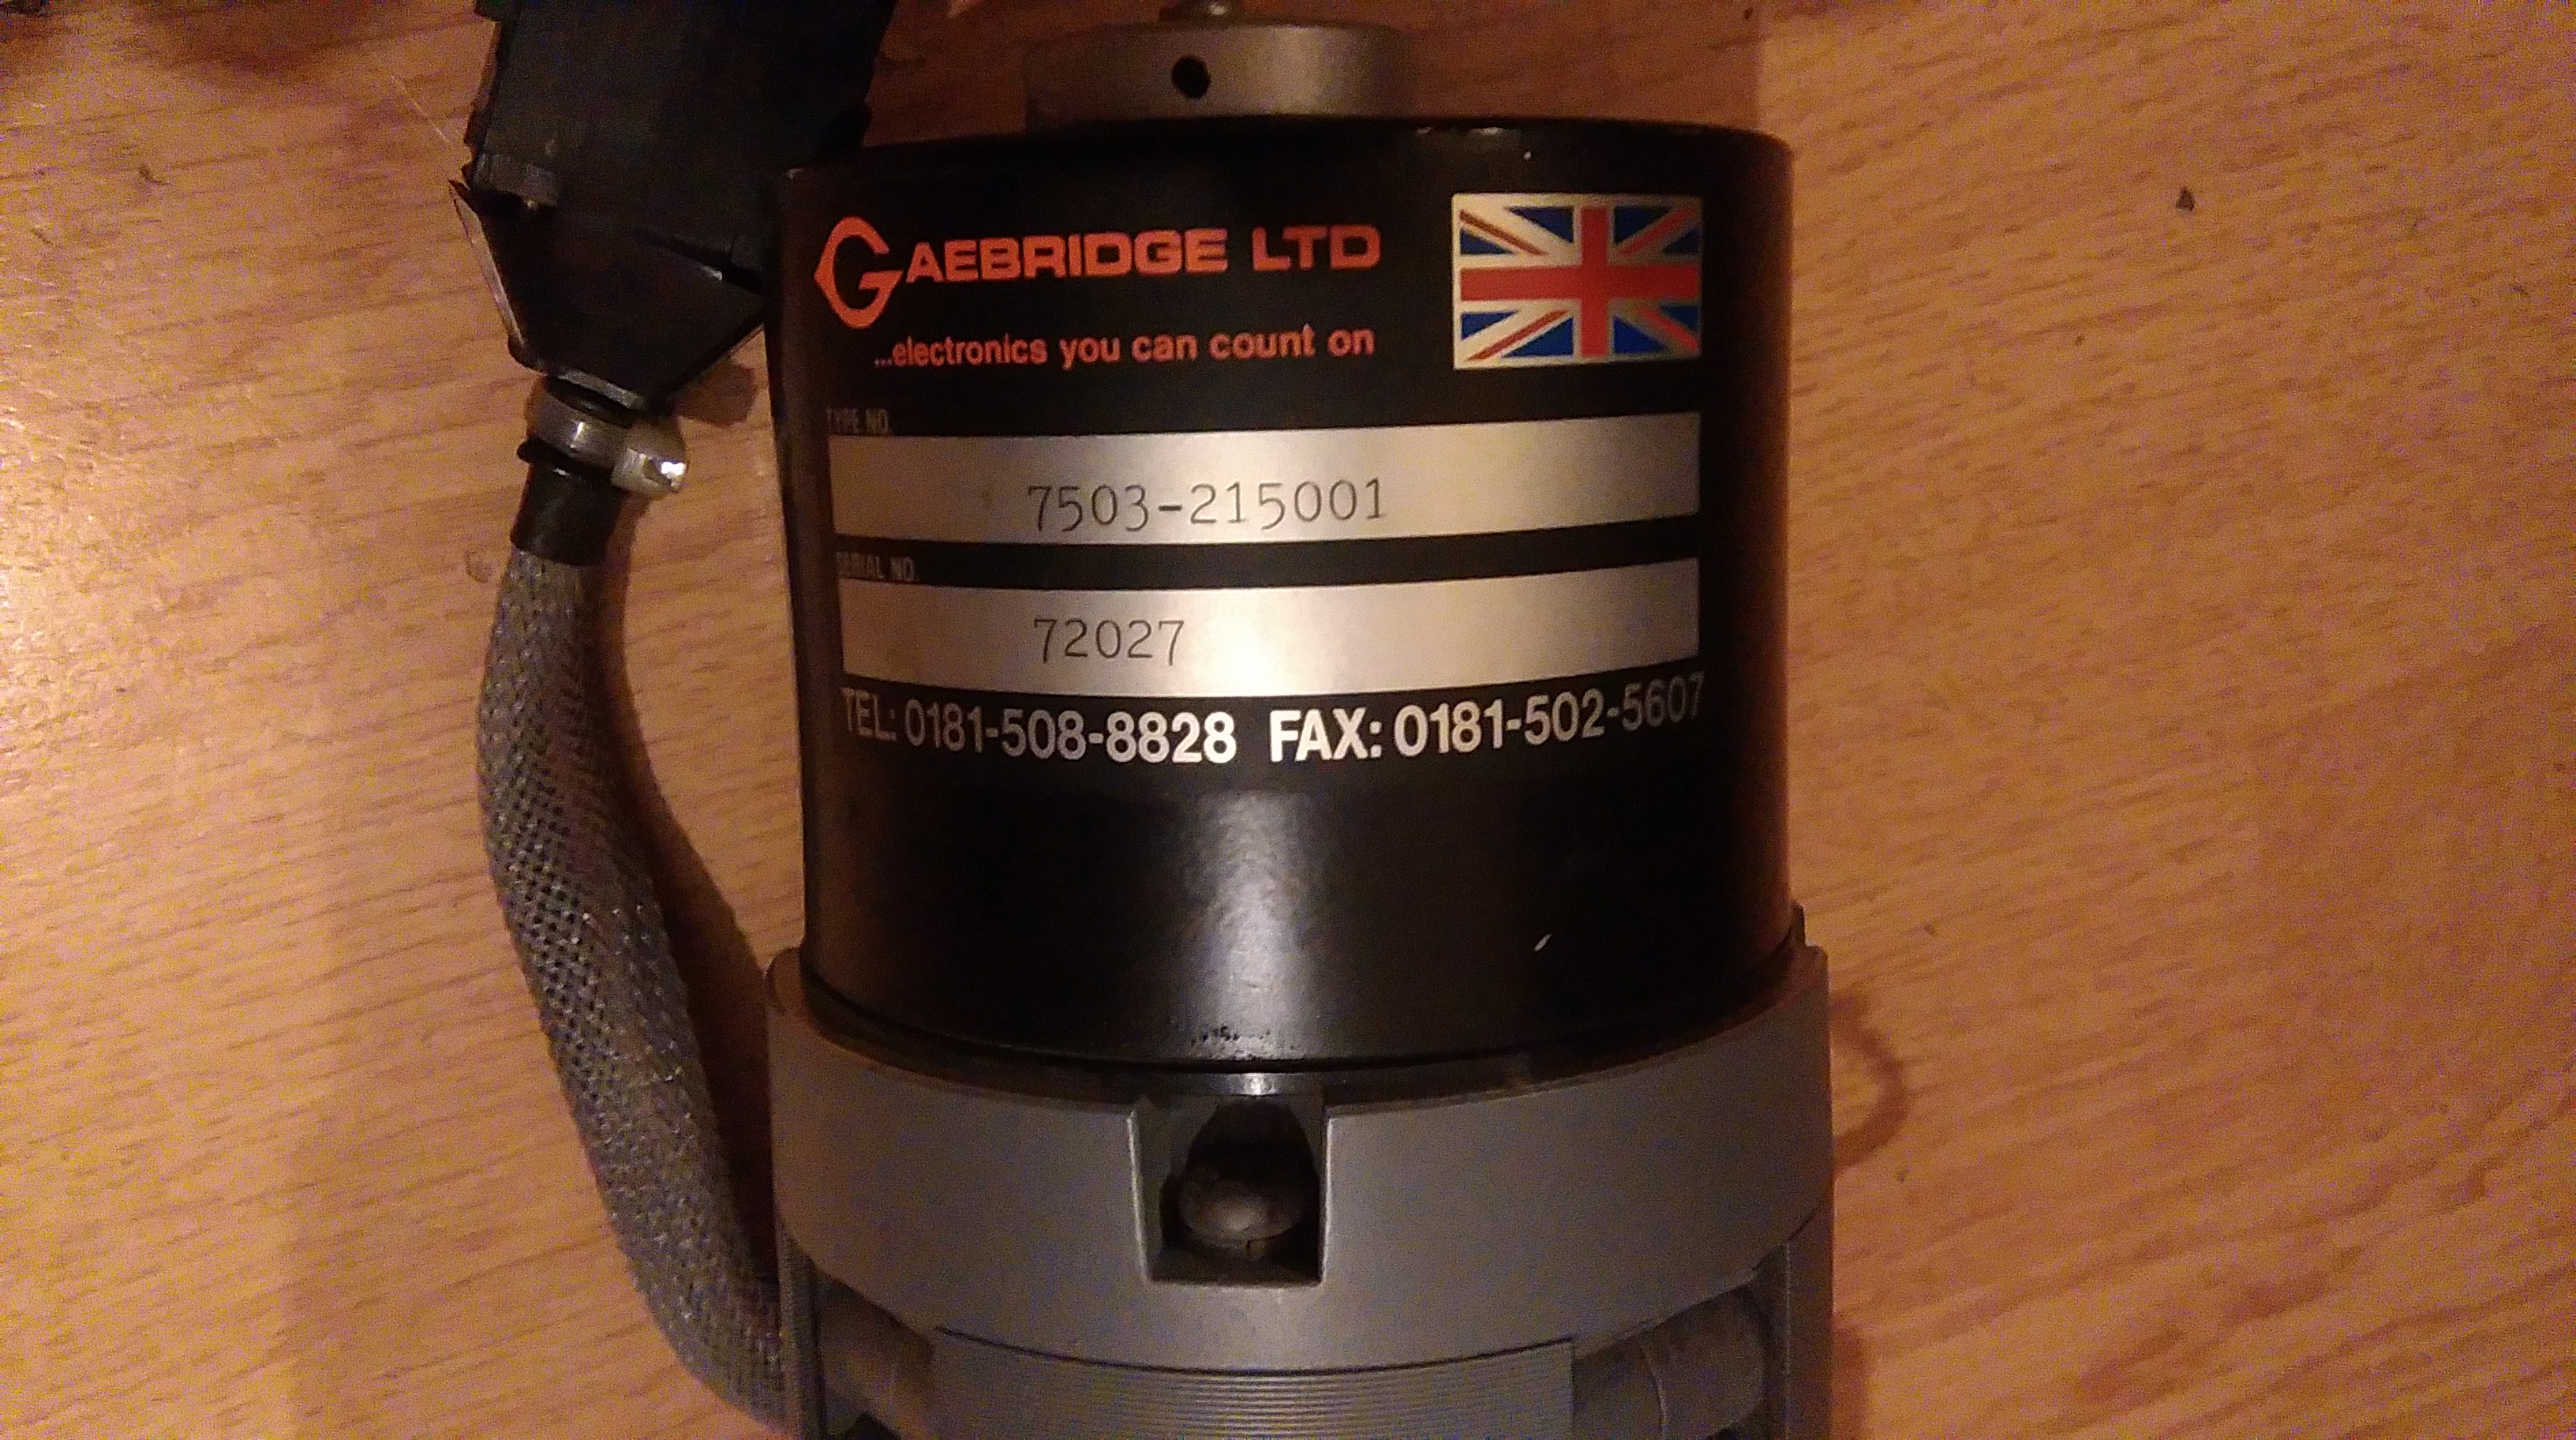 GAEBRIDGE LTD
...electronics you can count on
TYPE NO.
7503-215001
SERIAL NO.
72027
TEL: 0181-508-8828 FAX: 0181-502-5607